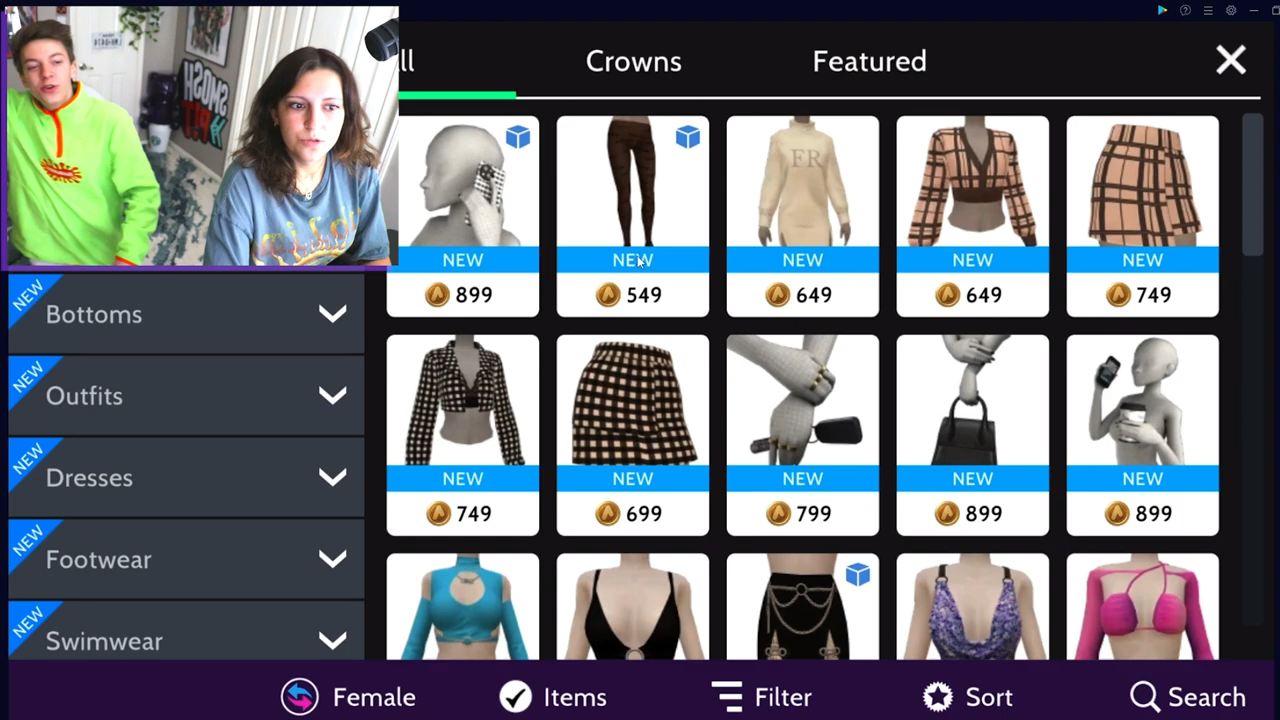 ll Crowns Featured
SMOSH
PIT
FR
NEW NEW NEW NEW NEW
899 549 649 649 749
NEW Bottoms
NEW Outfits
NEW Dresses
NEW Footwear
NEW Swimwear
NEW NEW NEW NEW NEW
749 699 799 899 899
Female Items Filter Sort Search